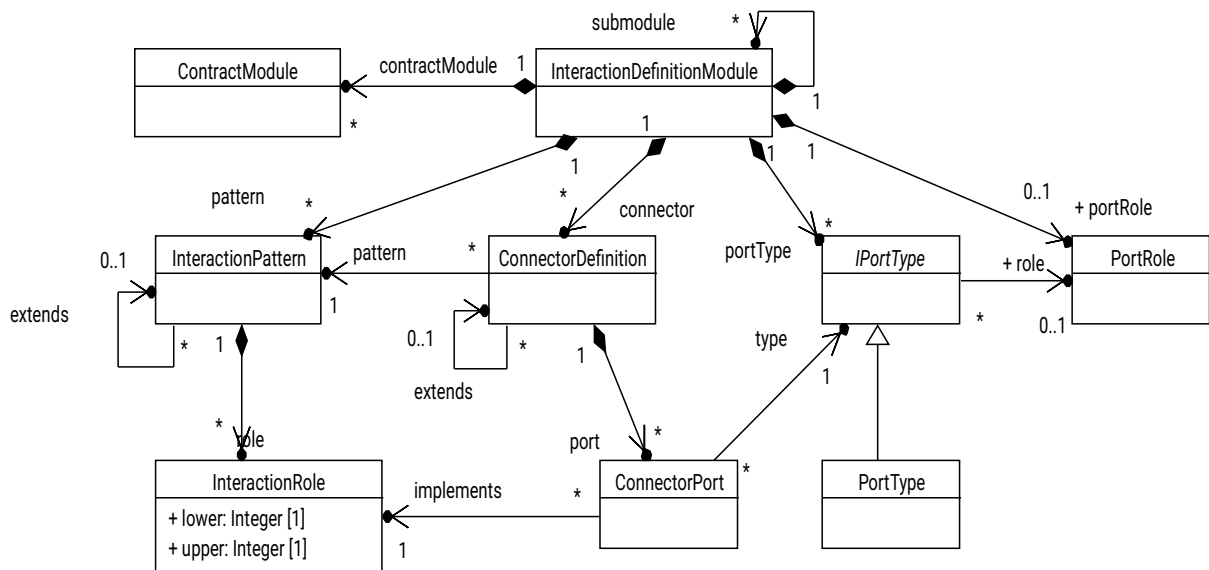 submodule
*
ContractModule
contractModule
1
InteractionDefinitionModule
*
1
1
1
1
1
pattern
*
*
connector
*
0..1
+ portRole
0..1
InteractionPattern
pattern
*
ConnectorDefinition
portType
IPortType
+ role
PortRole
1
extends
*
1
0..1
*
extends
1
type
1
*
0..1
*
role
port
*
InteractionRole
+ lower: Integer [1]
+ upper: Integer [1]
implements
*
1
ConnectorPort
*
PortType